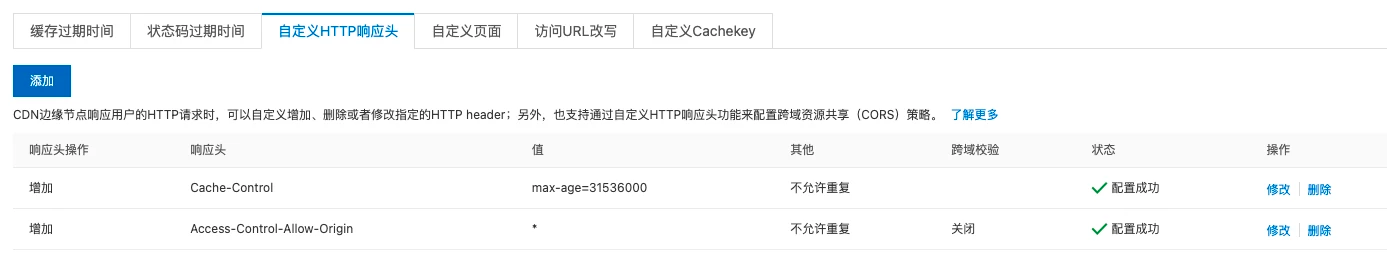 缓存过期时间 状态码过期时间 自定义HTTP响应头 自定义页面 访问URL改写 自定义Cachekey
添加
CDN边缘节点响应用户的HTTP请求时，可以自定义增加、删除或者修改指定的HTTP header；另外，也支持通过自定义HTTP响应头功能来配置跨域资源共享（CORS）策略。 了解更多
响应头操作 响应头 值 其他 跨域校验 状态 操作
增加 Cache-Control max-age=31536000 不允许重复 配置成功 修改 删除
增加 Access-Control-Allow-Origin * 不允许重复 关闭 配置成功 修改 删除